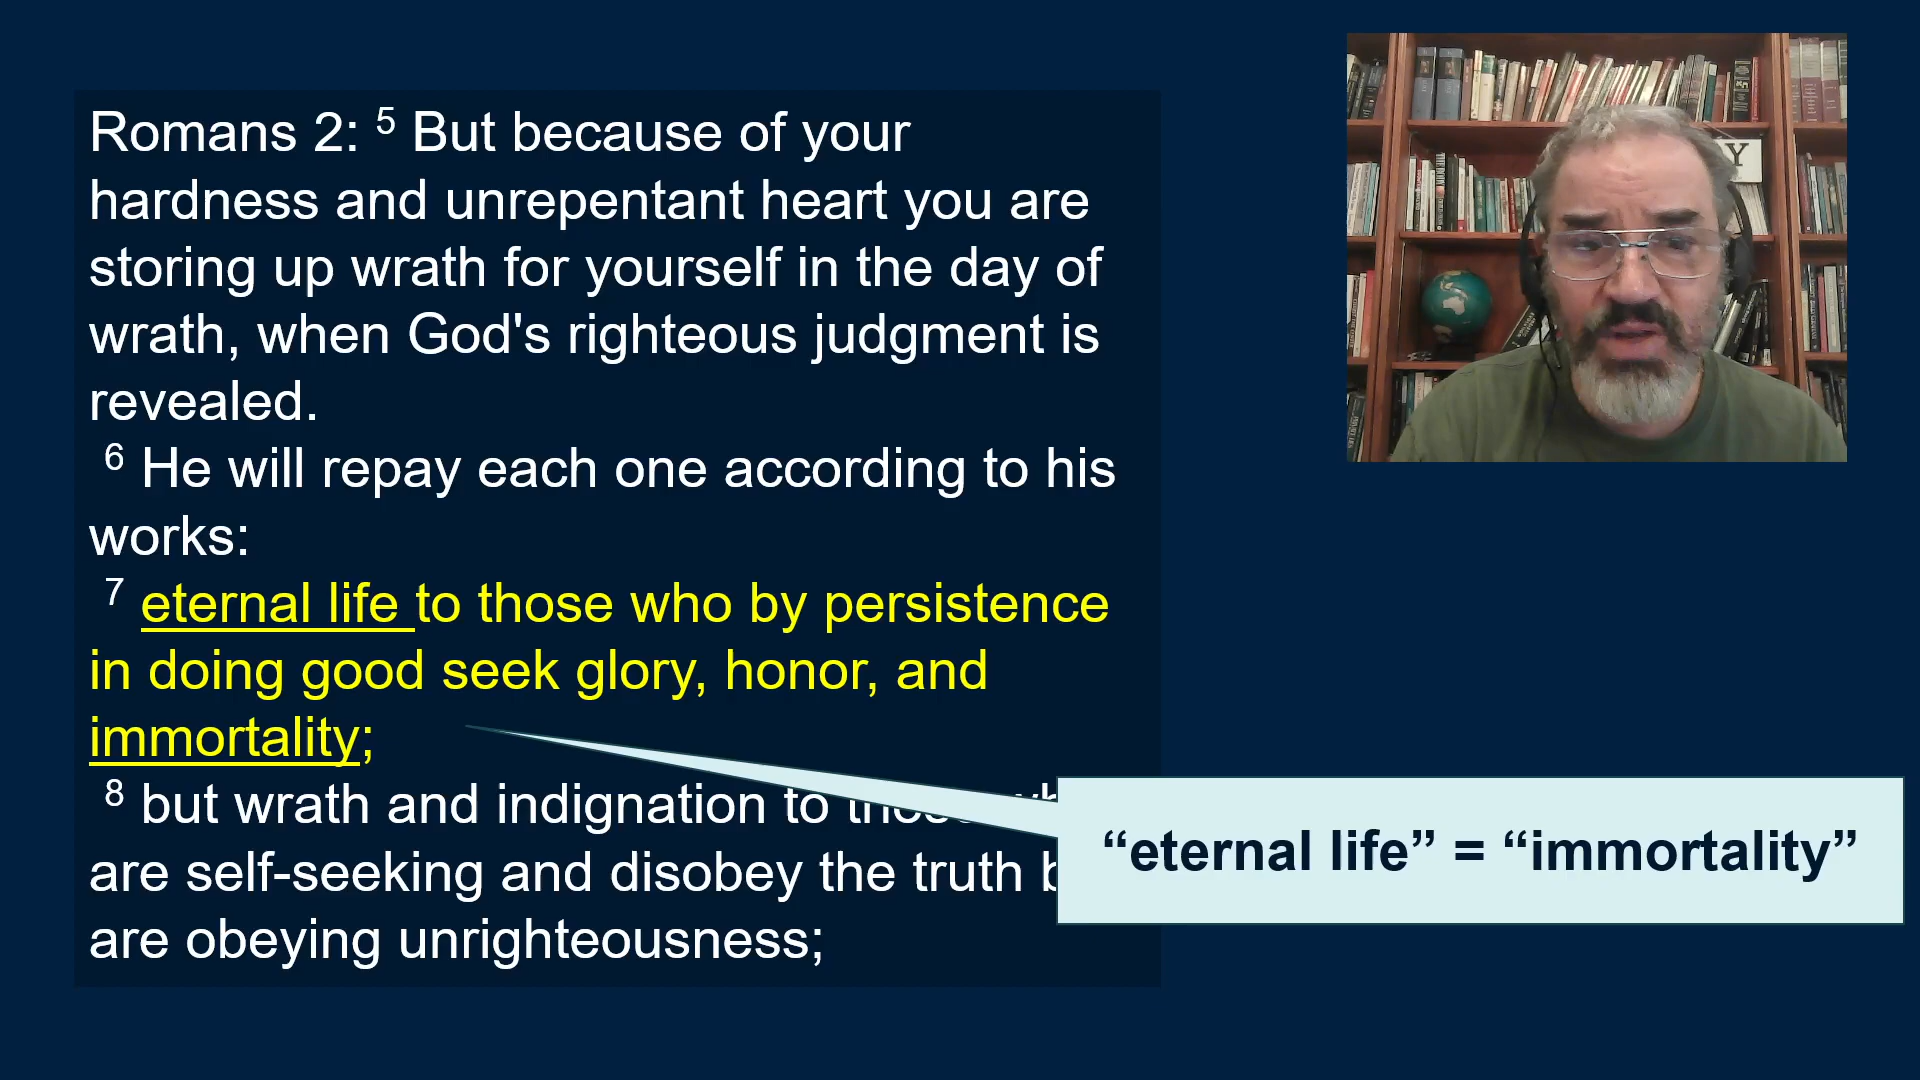 Romans 2: 5 But because of your
hardness and unrepentant heart you are
storing up wrath for yourself in the day of
wrath, when God's righteous judgment is
revealed.
6 He will repay each one according to his
works:
7 eternal life to those who by persistence
in doing good seek glory, honor, and
immortality;
8 but wrath and indignation to
are self-seeking and disobey the truth
are obeying unrighteousness;
“eternal life” = “immortality”
Y